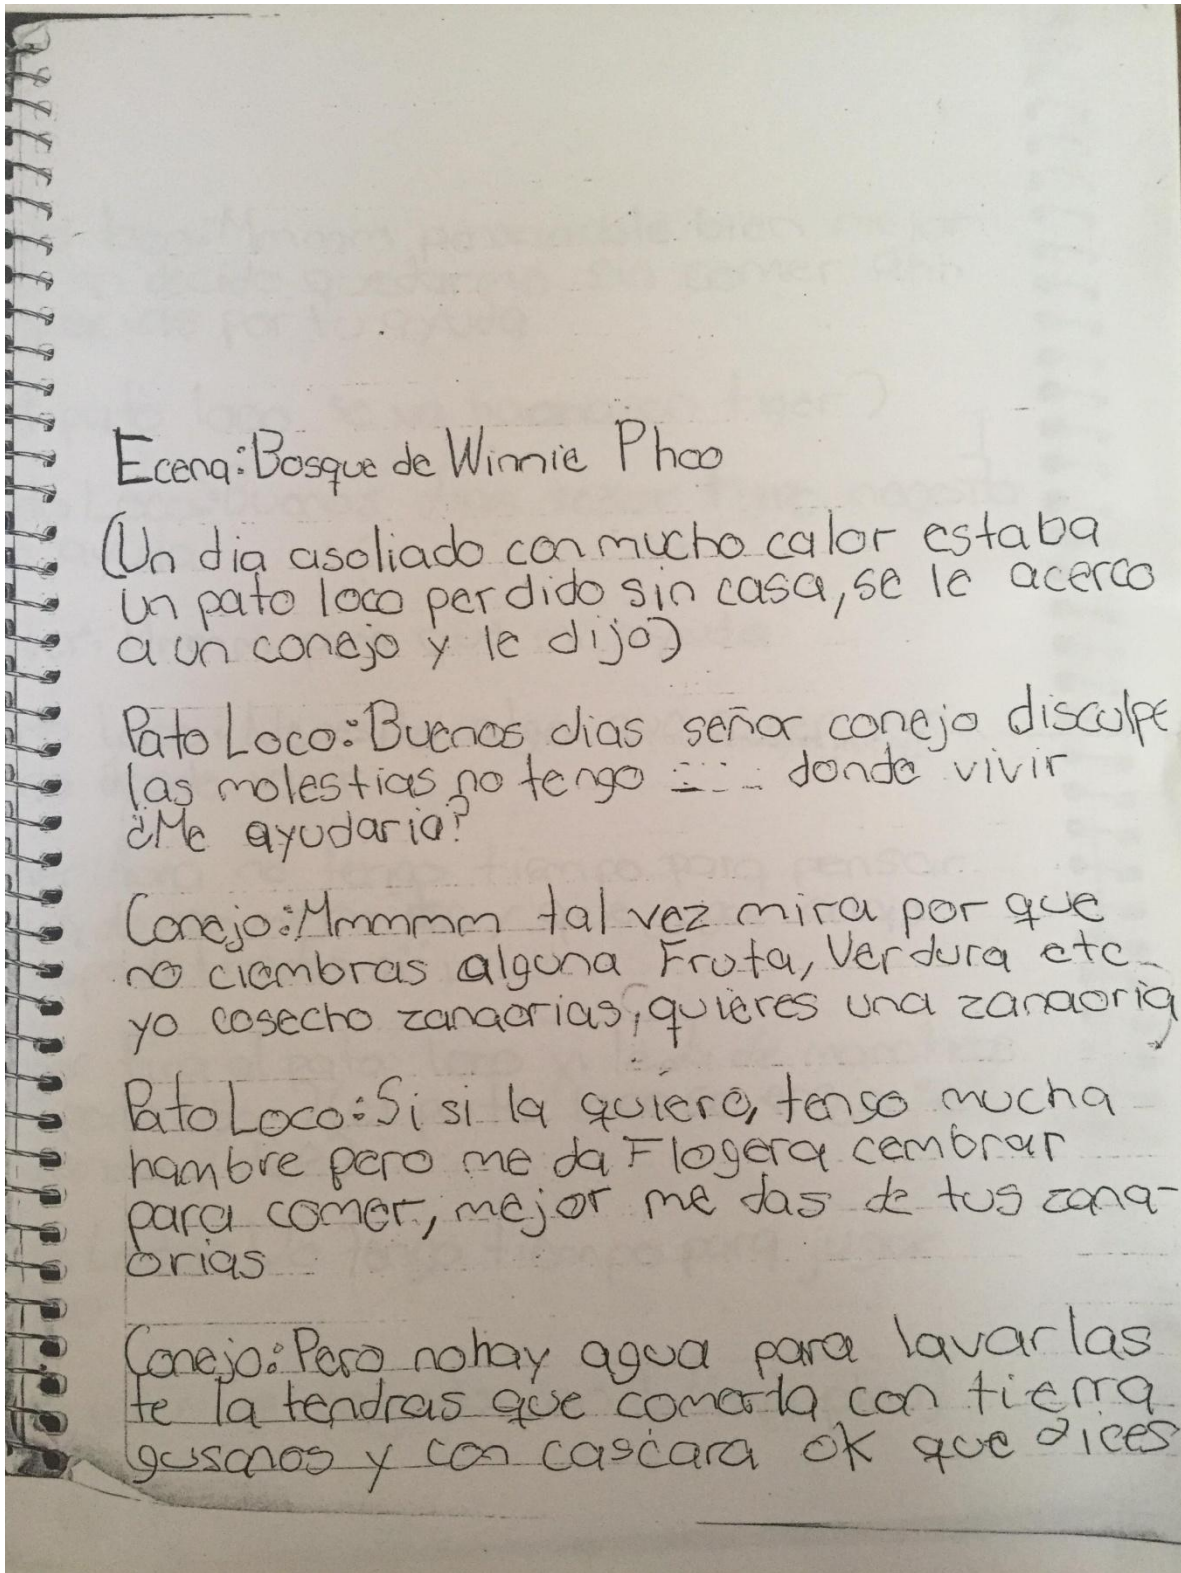 Ecena: Bosque de Winnie Phoo
(Un dia asoliado con mucho calor estaba
un pato loco perdido sin casa, se le acerco
a un conejo y le dijo)
Pato Loco: Buenos dias señor conejo disculpe
las molestias no tengo donde vivir
¿Me ayudaria?
Conejo: Mmmmm tal vez mira por que
no ciembras alguna Fruta, Verdura etc.
yo cosecho zanaorias, quieres una zanaoria
Pato Loco: Si si la quiero, tengo mucha
hambre pero me da Flogera cembrar
para comer, mejor me das de tus zana-
orias
Conejo: Pero no hay agua para lavar las
te la tendras que comerla con tierra
gusanos y con cascara ok que dices